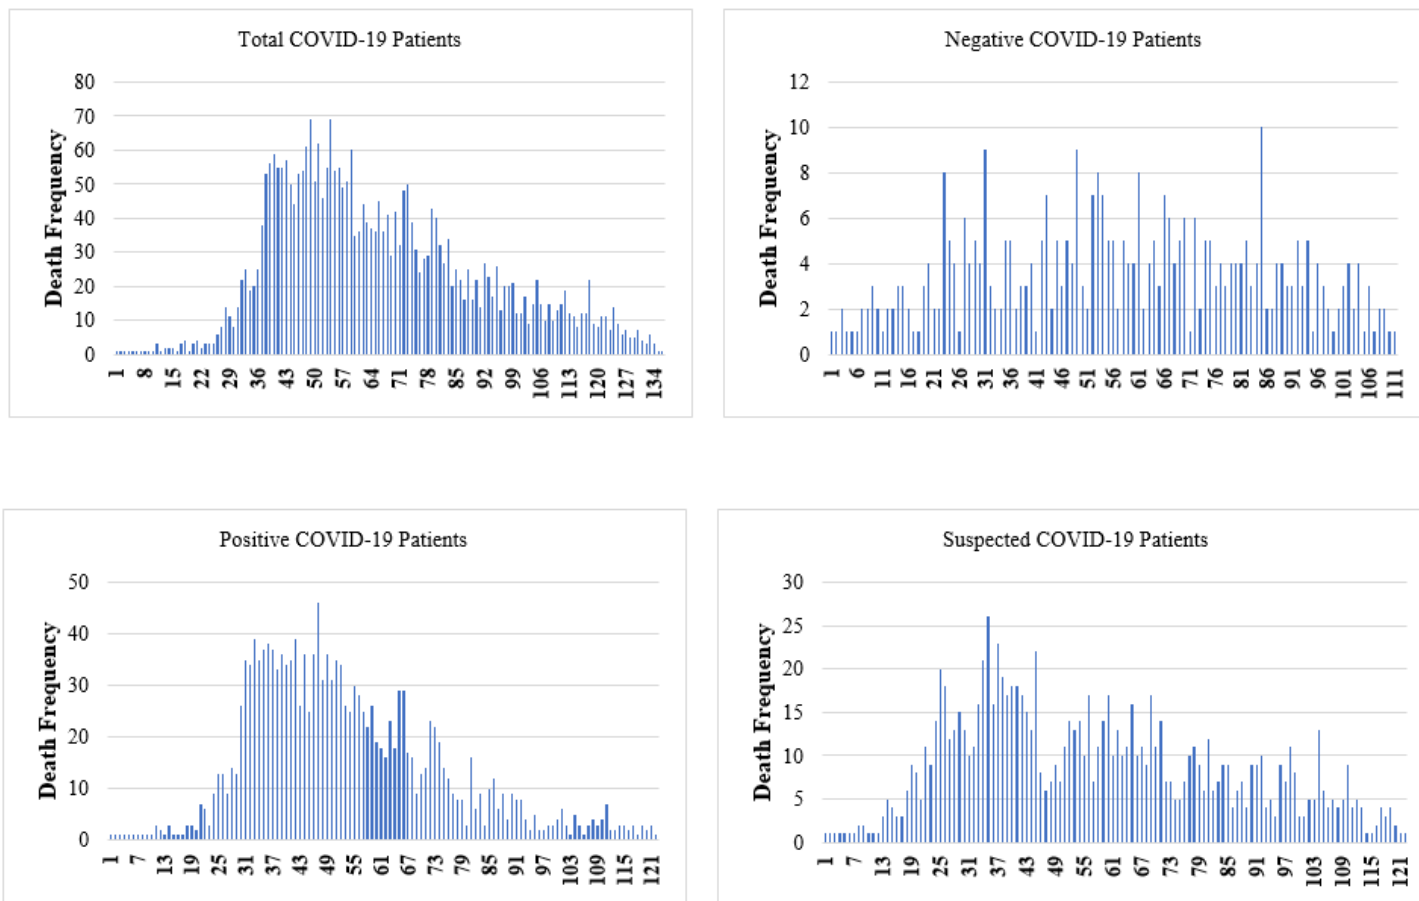 Total COVID-19 Patients
Death Frequency
80
70
60
50
40
30
20
10
0
1 8 15 22 29 36 43 50 57 64 71 78 85 92 99 106 113 120 127 134
Negative COVID-19 Patients
Death Frequency
12
10
8
6
4
2
0
1 6 11 16 21 26 31 36 41 46 51 56 61 66 71 76 81 86 91 96 101 106 111
Positive COVID-19 Patients
Death Frequency
50
40
30
20
10
0
1 7 13 19 25 31 37 43 49 55 61 67 73 79 85 91 97 103 109 115 121
Suspected COVID-19 Patients
Death Frequency
30
25
20
15
10
5
0
1 7 13 19 25 31 37 43 49 55 61 67 73 79 85 91 97 103 109 115 121